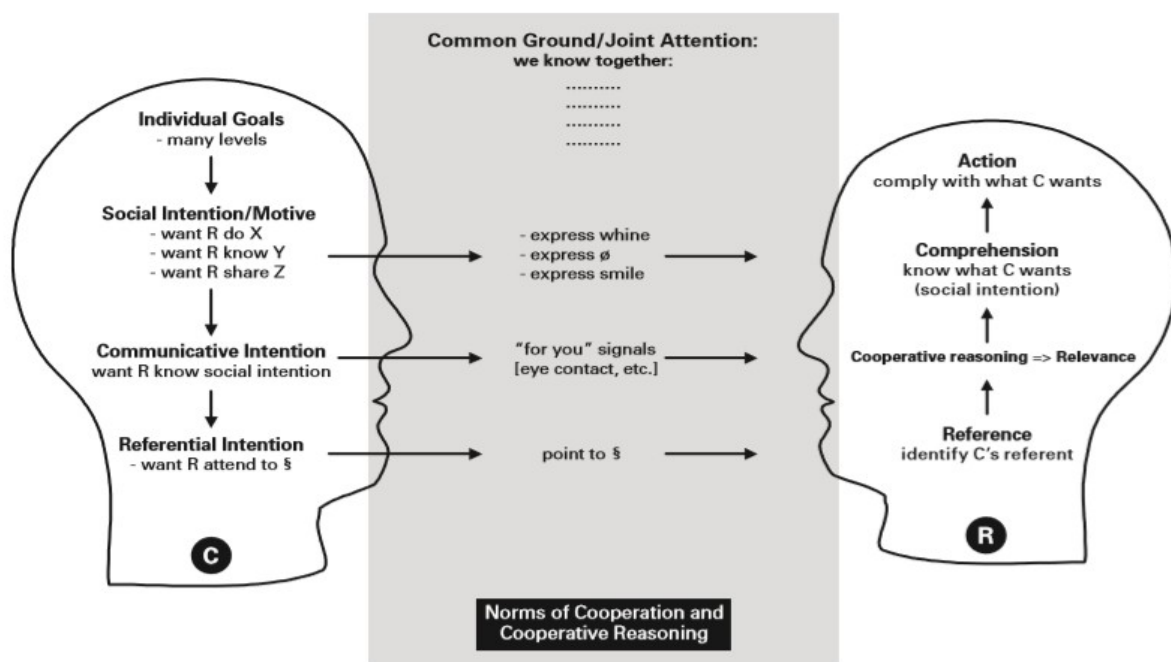 Common Ground/Joint Attention:
we know together:
..........
..........
..........
..........
Individual Goals
- many levels
Social Intention/Motive
- want R do X
- want R know Y
- want R share Z
Communicative Intention
want R know social intention
Referential Intention
- want R attend to §
C
- express whine
- express ø
- express smile
"for you" signals
[eye contact, etc.]
point to §
Norms of Cooperation and
Cooperative Reasoning
Action
comply with what C wants
Comprehension
know what C wants
(social intention)
Cooperative reasoning => Relevance
Reference
identify C's referent
R